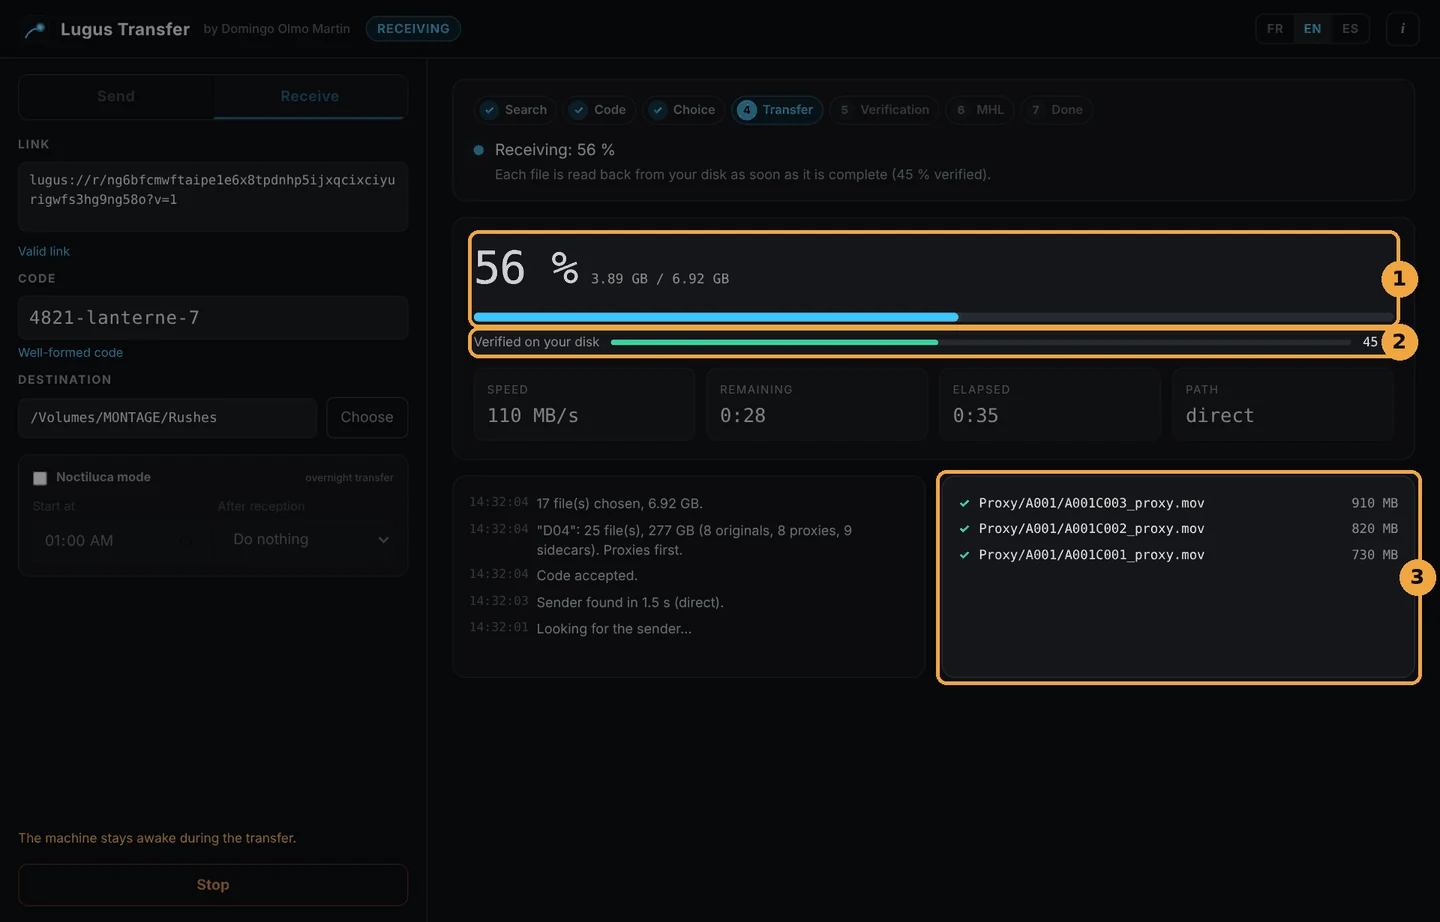 Lugus Transfer by Domingo Olmo Martin RECEIVING
FR EN ES i
Send Receive
LINK
lugus://r/ng6bfcmwftaipe1e6x8tpdnhp5ijxqcixciyu
rigwfs3hg9ng58o?v=1
Valid link
CODE
4821-lanterne-7
Well-formed code
DESTINATION
/Volumes/MONTAGE/Rushes Choose
Noctiluca mode overnight transfer
Start at After reception
01:00 AM Do nothing
The machine stays awake during the transfer.
Stop
Search Code Choice 4 Transfer 5 Verification 6 MHL 7 Done
Receiving: 56 %
Each file is read back from your disk as soon as it is complete (45 % verified).
56 % 3.89 GB / 6.92 GB
1
Verified on your disk 45
2
SPEED REMAINING ELAPSED PATH
110 MB/s 0:28 0:35 direct
14:32:04 17 file(s) chosen, 6.92 GB.
14:32:04 "D04": 25 file(s), 277 GB (8 originals, 8 proxies, 9
sidecars). Proxies first.
14:32:04 Code accepted.
14:32:03 Sender found in 1.5 s (direct).
14:32:01 Looking for the sender...
Proxy/A001/A001C003_proxy.mov 910 MB
Proxy/A001/A001C002_proxy.mov 820 MB
Proxy/A001/A001C001_proxy.mov 730 MB
3